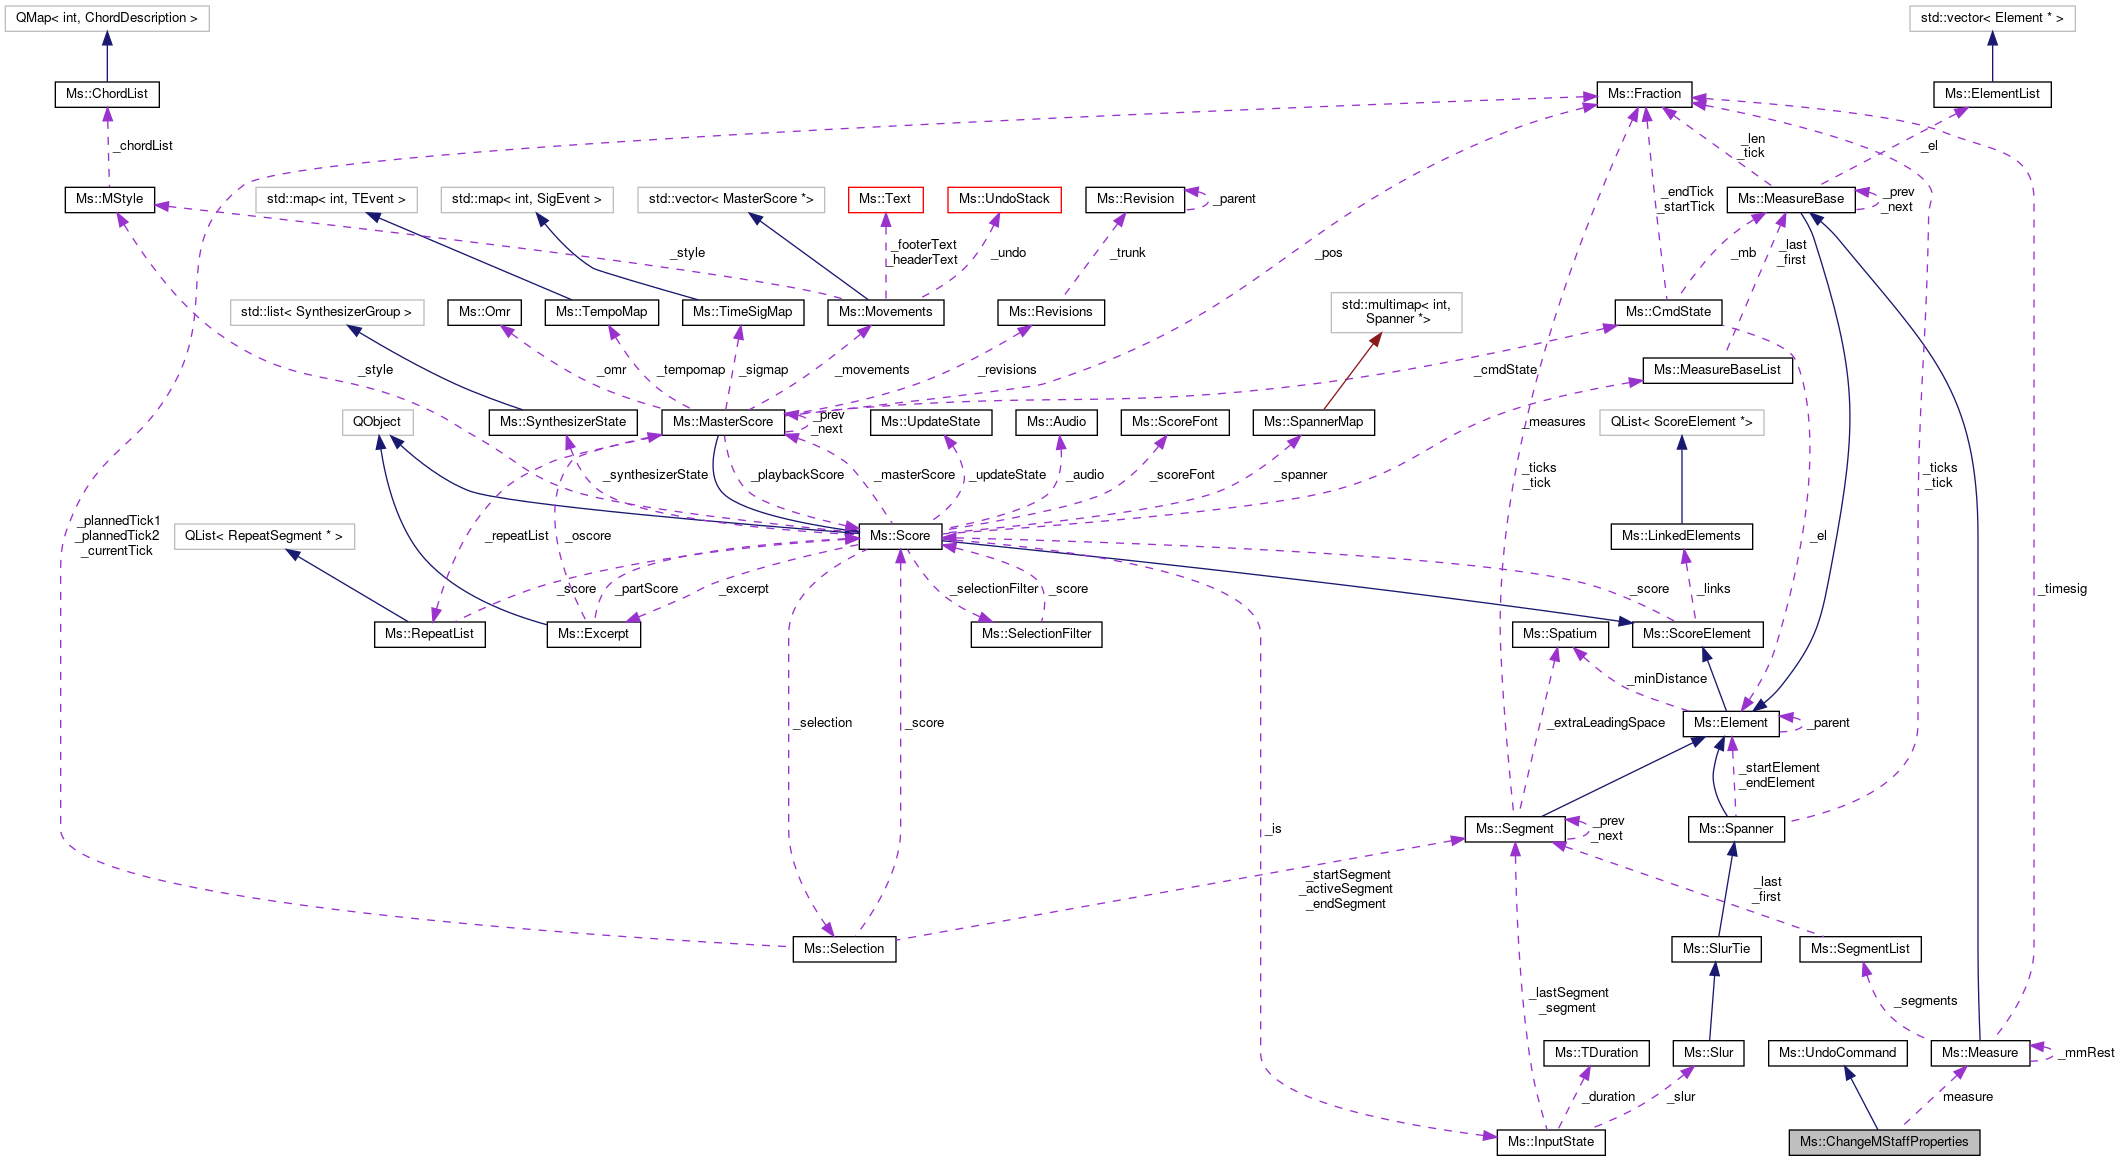 QMap< int, ChordDescription >
std::vector< Element * >
Ms::ChordList
Ms::Fraction
Ms::ElementList
_chordList
_len
_tick
_el
Ms::MStyle
std::map< int, TEvent >
std::map< int, SigEvent >
std::vector< MasterScore *>
Ms::Text
Ms::UndoStack
Ms::Revision
_parent
_endTick
_startTick
Ms::MeasureBase
_prev
_next
_style
_footerText
_headerText
_undo
_trunk
_pos
_mb
_last
_first
std::list< SynthesizerGroup >
Ms::Omr
Ms::TempoMap
Ms::TimeSigMap
Ms::Movements
Ms::Revisions
std::multimap< int,
Spanner *>
Ms::CmdState
_style
_omr
_tempomap
_sigmap
_movements
_revisions
_cmdState
Ms::MeasureBaseList
QObject
Ms::SynthesizerState
Ms::MasterScore
_prev
_next
Ms::UpdateState
Ms::Audio
Ms::ScoreFont
Ms::SpannerMap
_measures
QList< ScoreElement *>
_synthesizerState
_playbackScore
_masterScore
_updateState
_audio
_scoreFont
_spanner
_ticks
_tick
_ticks
_tick
_plannedTick1
_plannedTick2
_currentTick
QList< RepeatSegment * >
_repeatList
_oscore
Ms::Score
Ms::LinkedElements
_el
_score
_partScore
_excerpt
_selectionFilter
_score
_score
_links
_timesig
Ms::RepeatList
Ms::Excerpt
Ms::SelectionFilter
Ms::Spatium
Ms::ScoreElement
_minDistance
_selection
_score
_extraLeadingSpace
Ms::Element
_parent
_startElement
_endElement
_is
Ms::Segment
_prev
_next
Ms::Spanner
_startSegment
_activeSegment
_endSegment
_last
_first
Ms::Selection
Ms::SlurTie
Ms::SegmentList
_lastSegment
_segment
_segments
Ms::TDuration
Ms::Slur
Ms::UndoCommand
Ms::Measure
_mmRest
_duration
_slur
measure
Ms::InputState
Ms::ChangeMStaffProperties